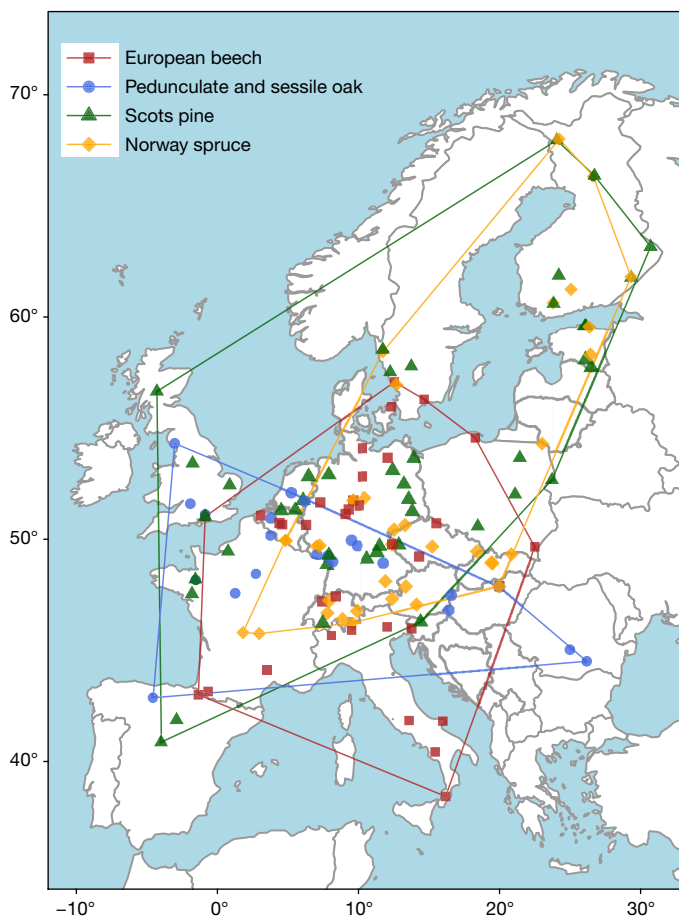 European beech
Pedunculate and sessile oak
Scots pine
Norway spruce
70°
60°
50°
40°
−10° 0° 10° 20° 30°